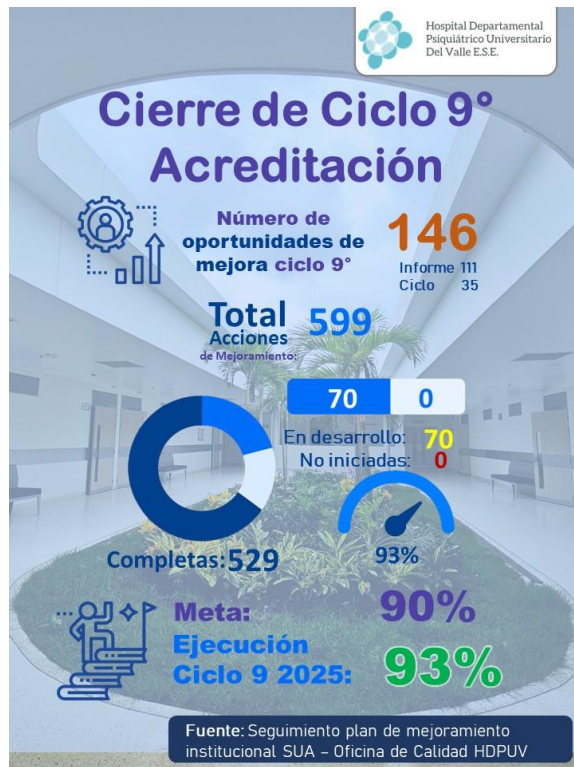 Hospital Departamental
Psiquiátrico Universitario
Del Valle E.S.E.
Cierre de Ciclo 9°
Acreditación
Número de
oportunidades de
mejora ciclo 9°
146
Informe 111
Ciclo 35
Total
Acciones
de Mejoramiento:
599
70 0
En desarrollo: 70
No iniciadas: 0
Completas: 529
93%
Meta: 90%
Ejecución
Ciclo 9 2025: 93%
Fuente: Seguimiento plan de mejoramiento
institucional SUA – Oficina de Calidad HDPUV